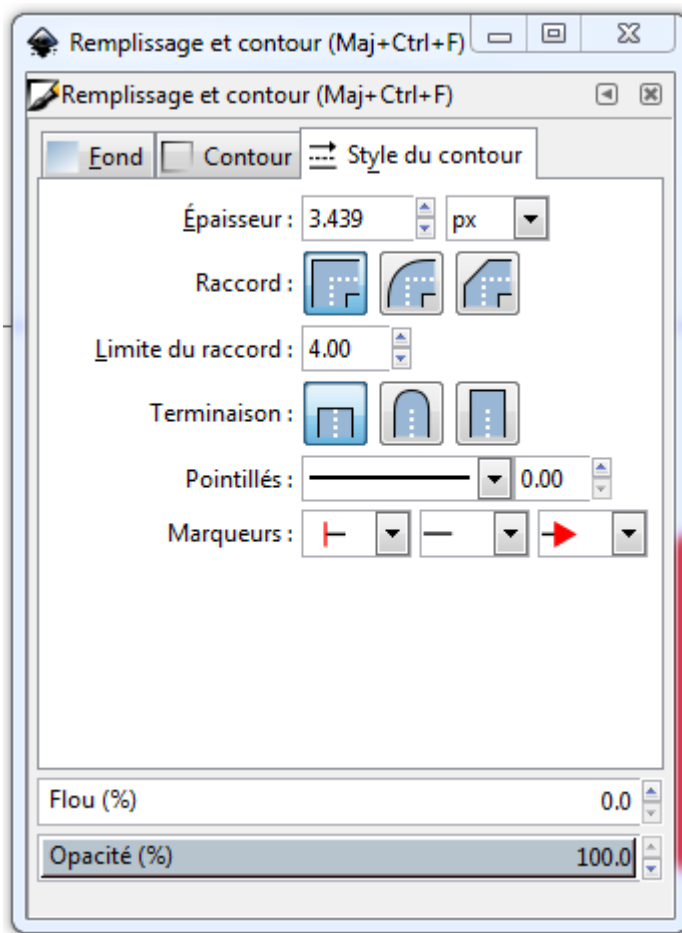 Remplissage et contour (Maj+Ctrl+F)
Remplissage et contour (Maj+Ctrl+F)
Fond Contour Style du contour
Épaisseur : 3.439 px
Raccord :
Limite du raccord : 4.00
Terminaison :
Pointillés : 0.00
Marqueurs :
Flou (%) 0.0
Opacité (%) 100.0